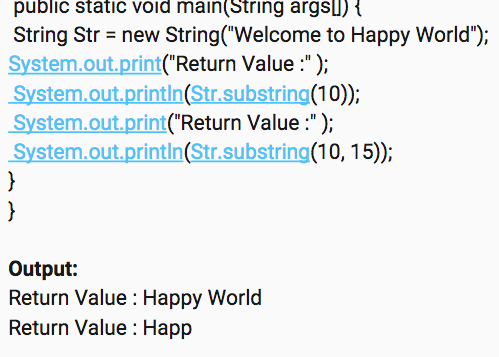 public static void main(String args[]) {
String Str = new String("Welcome to Happy World");
System.out.print("Return Value :" );
System.out.println(Str.substring(10));
System.out.print("Return Value :" );
System.out.println(Str.substring(10, 15));
}
}
Output:
Return Value : Happy World
Return Value : Happ